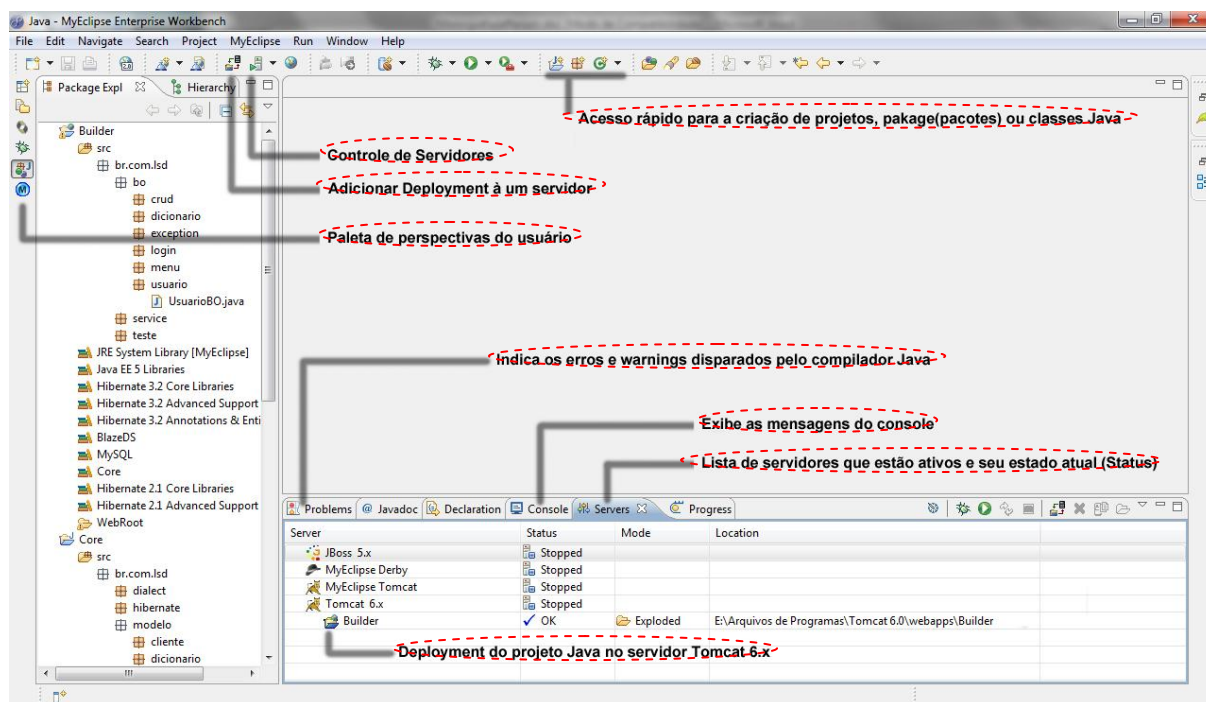 Java - MyEclipse Enterprise Workbench
File Edit Navigate Search Project MyEclipse Run Window Help
Package Expl Hierarchy
Acesso rápido para a criação de projetos, pakage(pacotes) ou classes Java
Builder
src
Controle de Servidores
br.com.lsd
bo
Adicionar Deployment à um servidor
crud
dicionario
exception
Paleta de perspectivas do usuário
login
menu
usuario
UsuarioBO.java
service
teste
JRE System Library [MyEclipse]
Indica os erros e warnings disparados pelo compilador Java
Java EE 5 Libraries
Hibernate 3.2 Core Libraries
Hibernate 3.2 Advanced Support
Hibernate 3.2 Annotations & Enti
Exibe as mensagens do console
BlazeDS
MySQL
Lista de servidores que estão ativos e seu estado atual (Status)
Core
Hibernate 2.1 Core Libraries
Hibernate 2.1 Advanced Support
Problems @ Javadoc Declaration Console Servers Progress
WebRoot
Server Status Mode Location
Core
src
JBoss 5.x Stopped
br.com.lsd
MyEclipse Derby Stopped
dialect
MyEclipse Tomcat Stopped
hibernate
Tomcat 6.x Stopped
modelo
Builder OK Exploded E:\Arquivos de Programas\Tomcat 6.0\webapps\Builder
cliente
Deployment do projeto Java no servidor Tomcat 6.x
dicionario